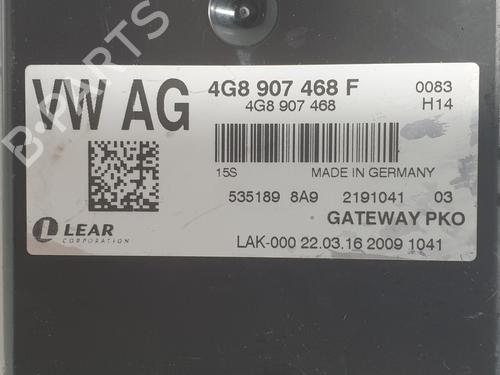 VW AG
4G8 907 468 F 0083
4G8 907 468 H14
15S MADE IN GERMANY
535189 8A9 2191041 03
GATEWAY PKO
LEAR
CORPORATION
LAK-000 22.03.16 2009 1041
B-PARTS